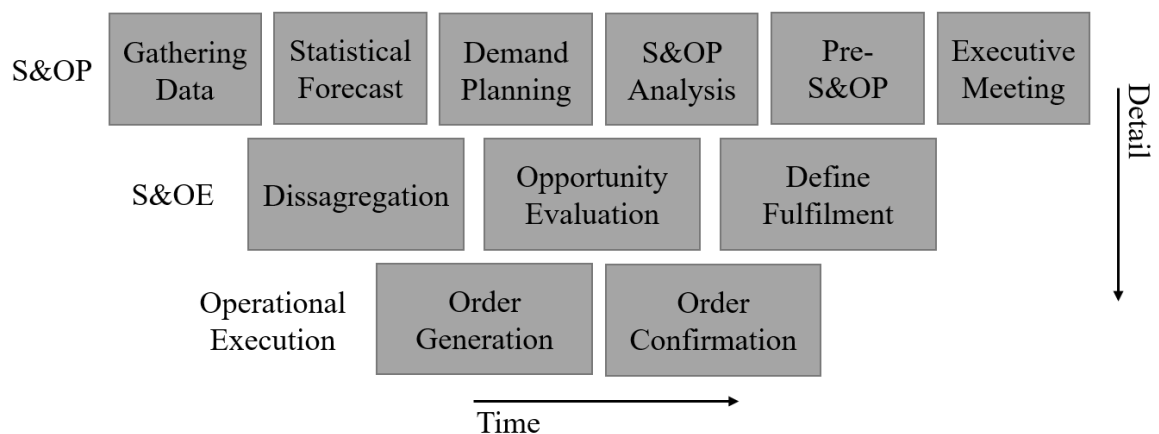 S&OP
Gathering
Data
Statistical
Forecast
Demand
Planning
S&OP
Analysis
Pre-
S&OP
Executive
Meeting
Detail
S&OE
Dissagregation
Opportunity
Evaluation
Define
Fulfilment
Operational
Execution
Order
Generation
Order
Confirmation
Time